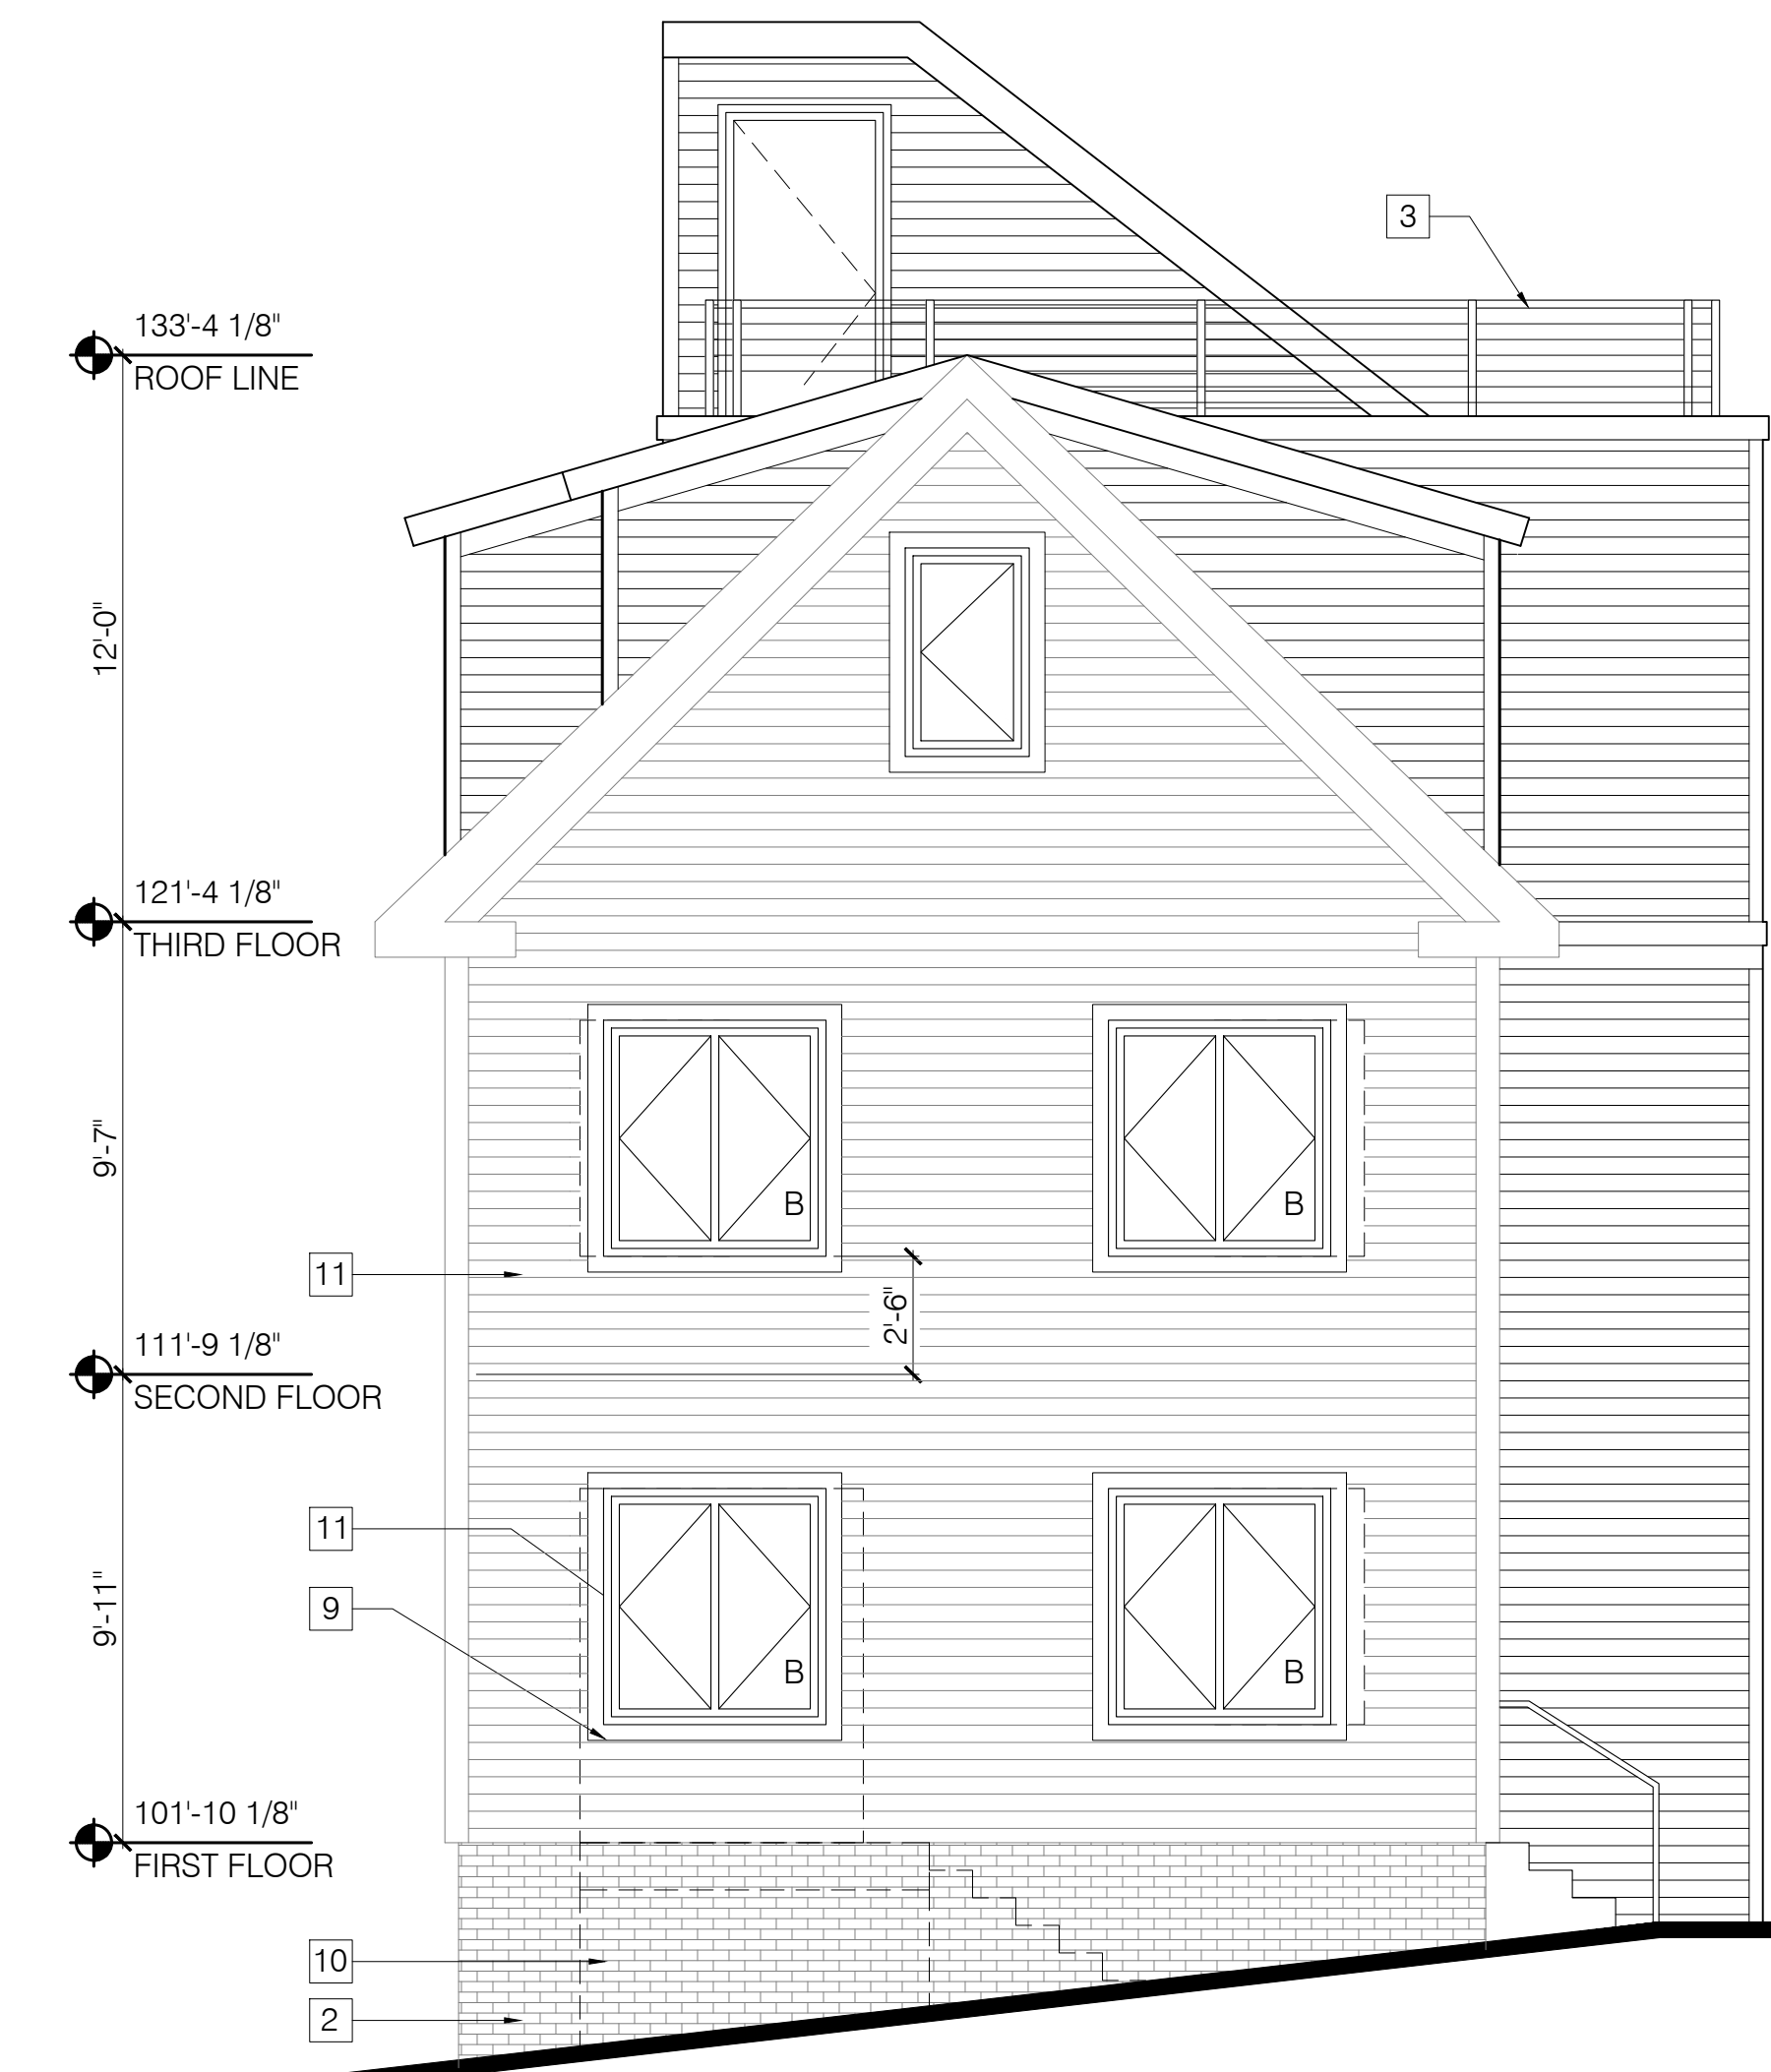 3
133'-4 1/8"
ROOF LINE
12'-0"
121'-4 1/8"
THIRD FLOOR
9'-7"
B
B
11
2'-6"
111'-9 1/8"
SECOND FLOOR
11
9'-11"
9
B
B
101'-10 1/8"
FIRST FLOOR
10
2